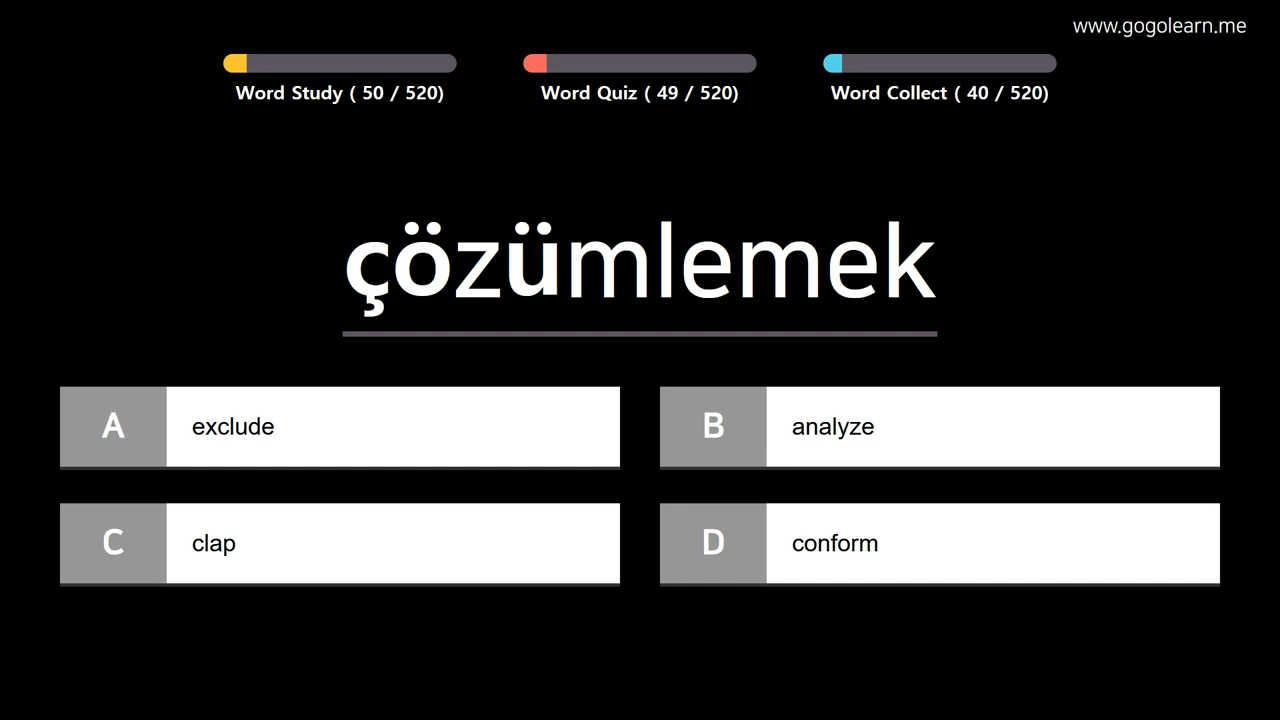 www.gogolearn.me
Word Study ( 50 / 520)
Word Quiz ( 49 / 520)
Word Collect ( 40 / 520)
çözümlemek
A exclude
B analyze
C clap
D conform